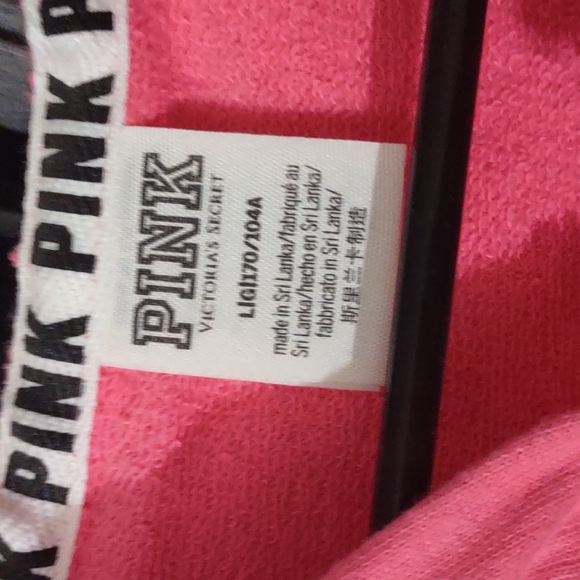 PINK PINK PINK P
PINK
VICTORIA'S SECRET
L|G|170/104A
made in Sri Lanka/fabriqué au
Sri Lanka/hecho en Sri Lanka/
fabbricato in Sri Lanka/
斯里兰卡制造